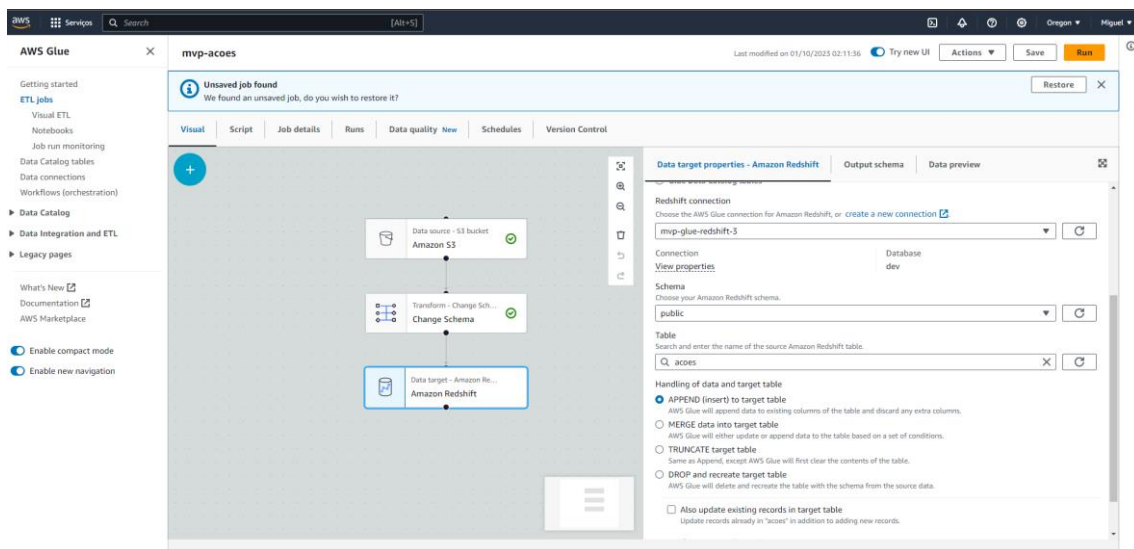 aws
Serviços
Search
[Alt+S]
Oregon ▼
Miguel ▼
AWS Glue
Getting started
ETL jobs
Visual ETL
Notebooks
Job run monitoring
Data Catalog tables
Data connections
Workflows (orchestration)
Data Catalog
Data Integration and ETL
Legacy pages
What's New
Documentation
AWS Marketplace
Enable compact mode
Enable new navigation
mvp-acoes
Last modified on 01/10/2023 02:11:36
Try new UI
Actions ▼
Save
Run
Unsaved job found
We found an unsaved job, do you wish to restore it?
Restore
Visual Script Job details Runs Data quality New Schedules Version Control
Data source - S3 bucket
Amazon S3
Transform - Change Sch...
Change Schema
Data target - Amazon Re...
Amazon Redshift
Data target properties - Amazon Redshift Output schema Data preview
Redshift connection
Choose the AWS Glue connection for Amazon Redshift, or create a new connection
mvp-glue-redshift-3
Connection Database
View properties dev
Schema
Choose your Amazon Redshift schema.
public
Table
Search and enter the name of the source Amazon Redshift table.
acoes
Handling of data and target table
APPEND (insert) to target table
AWS Glue will append data to existing columns of the table and discard any extra columns.
MERGE data into target table
AWS Glue will either update or append data to the table based on a set of conditions.
TRUNCATE target table
Same as Append, except AWS Glue will first clear the contents of the table.
DROP and recreate target table
AWS Glue will delete and recreate the table with the schema from the source data.
Also update existing records in target table
Update records already in "acoes" in addition to adding new records.